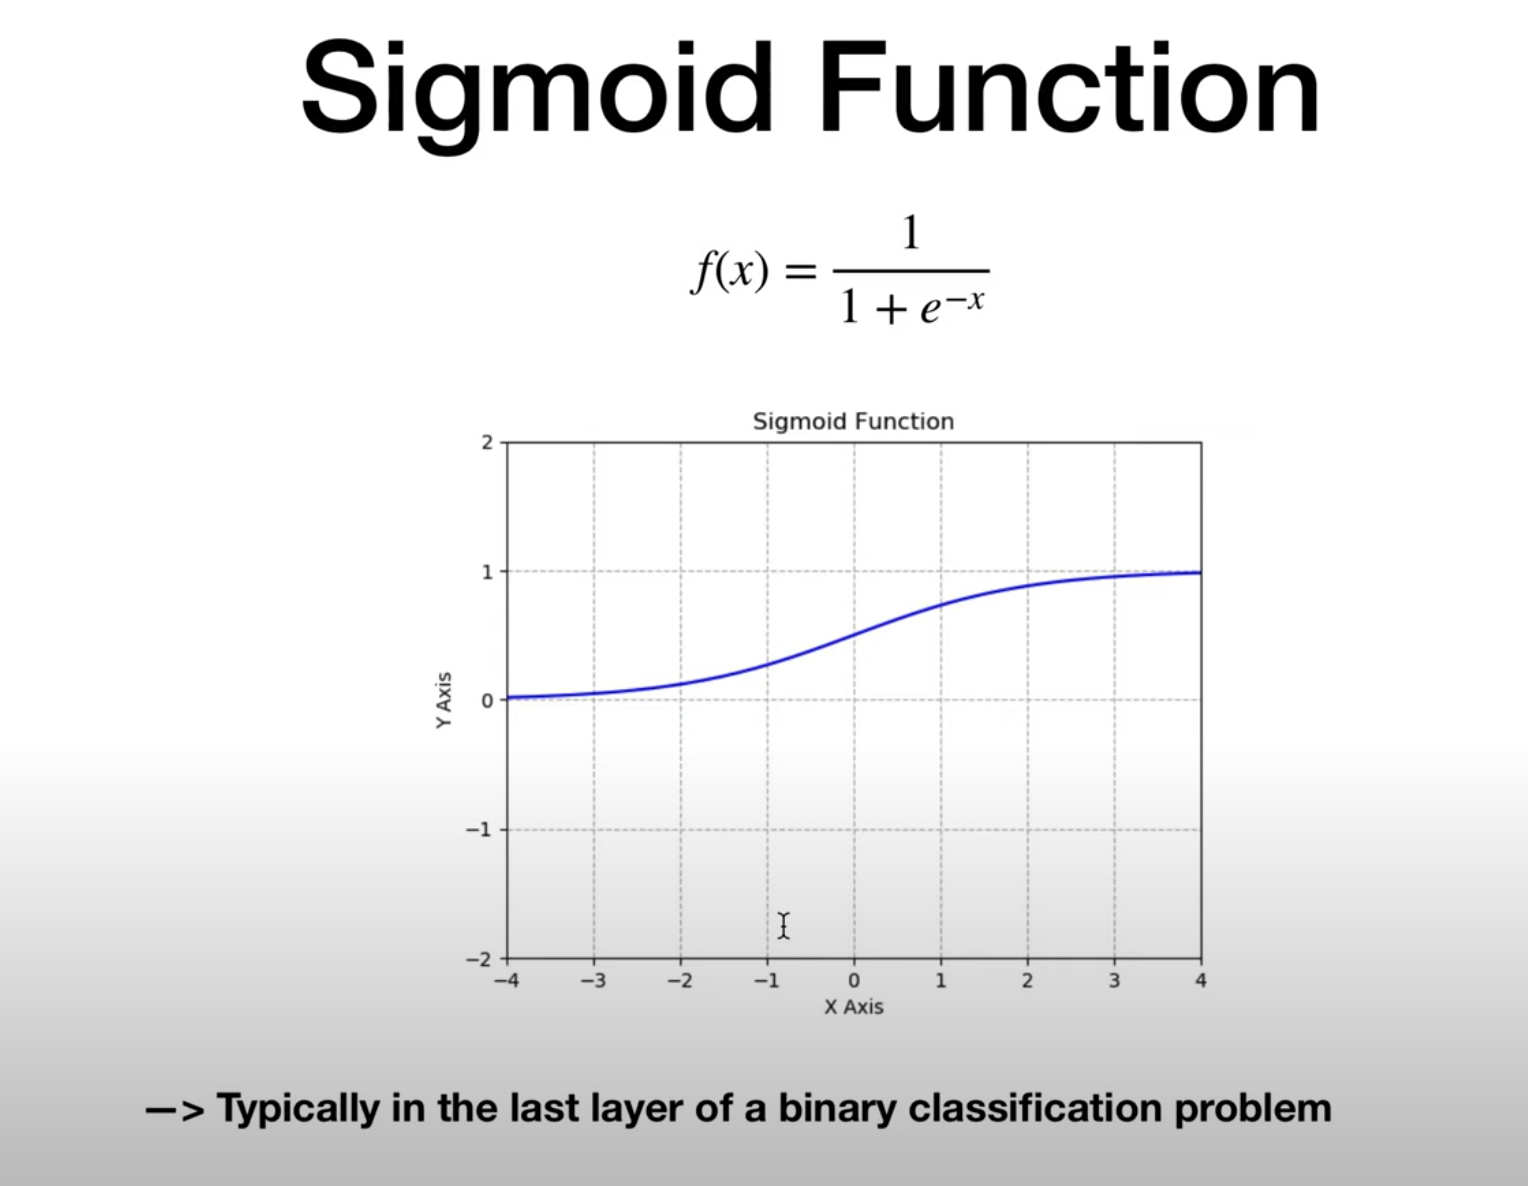 Sigmoid Function
f(x) = 1 / (1 + e^−x)
Sigmoid Function
2
1
0
−1
−2
Y Axis
−4 −3 −2 −1 0 1 2 3 4
X Axis
—> Typically in the last layer of a binary classification problem